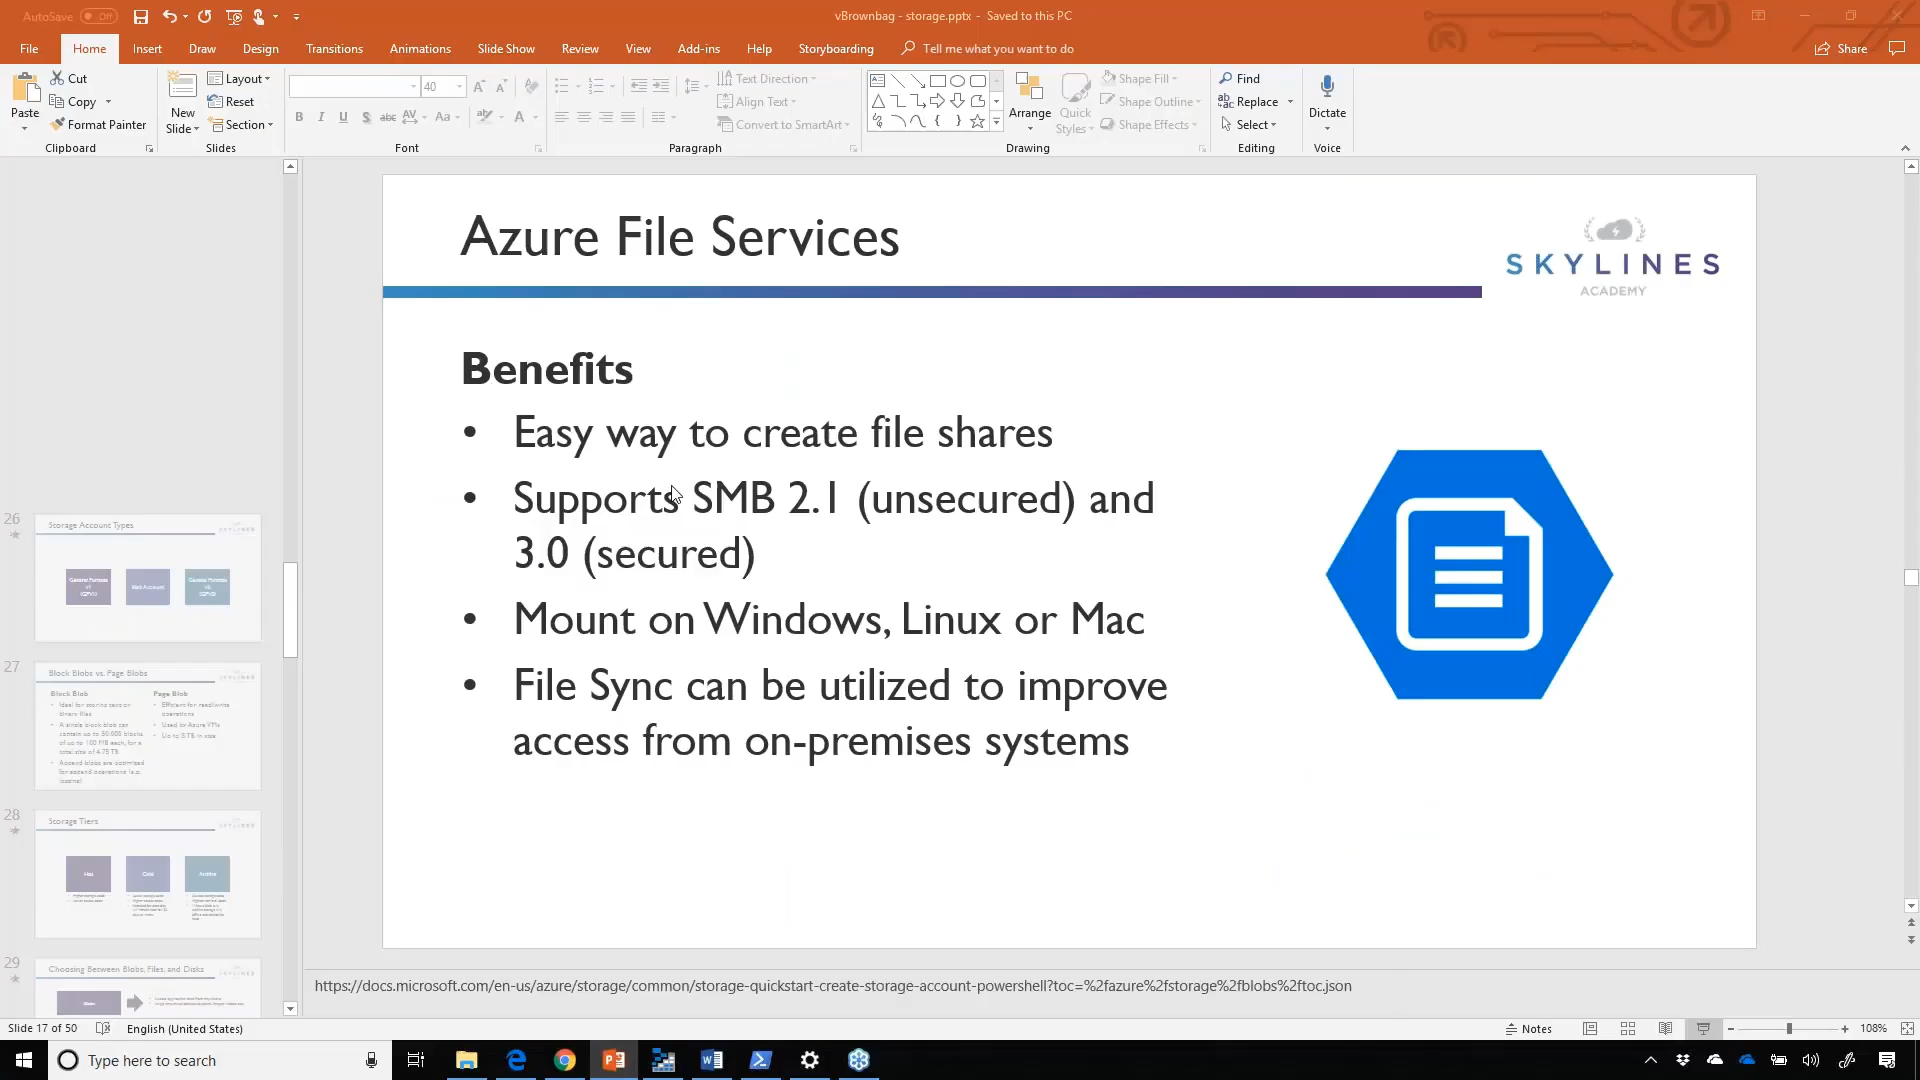 AutoSave Off
vBrownbag - storage.pptx - Saved to this PC
File Home Insert Draw Design Transitions Animations Slide Show Review View Add-ins Help Storyboarding Tell me what you want to do Share
Paste
Cut
Copy
Format Painter
Clipboard
New Slide
Layout
Reset
Section
Slides
40
Font
Text Direction
Align Text
Convert to SmartArt
Paragraph
Arrange
Quick Styles
Shape Fill
Shape Outline
Shape Effects
Drawing
Find
Replace
Select
Editing
Dictate
Voice
26
Storage Account Types
27
Block Blobs vs. Page Blobs
Block Blob
Page Blob
28
Storage Tiers
Archive
29
Choosing Between Blobs, Files, and Disks
Azure File Services
SKYLINES
ACADEMY
Benefits
• Easy way to create file shares
• Supports SMB 2.1 (unsecured) and
3.0 (secured)
• Mount on Windows, Linux or Mac
• File Sync can be utilized to improve
access from on-premises systems
https://docs.microsoft.com/en-us/azure/storage/common/storage-quickstart-create-storage-account-powershell?toc=%2fazure%2fstorage%2fblobs%2ftoc.json
Slide 17 of 50 English (United States) Notes 108%
Type here to search